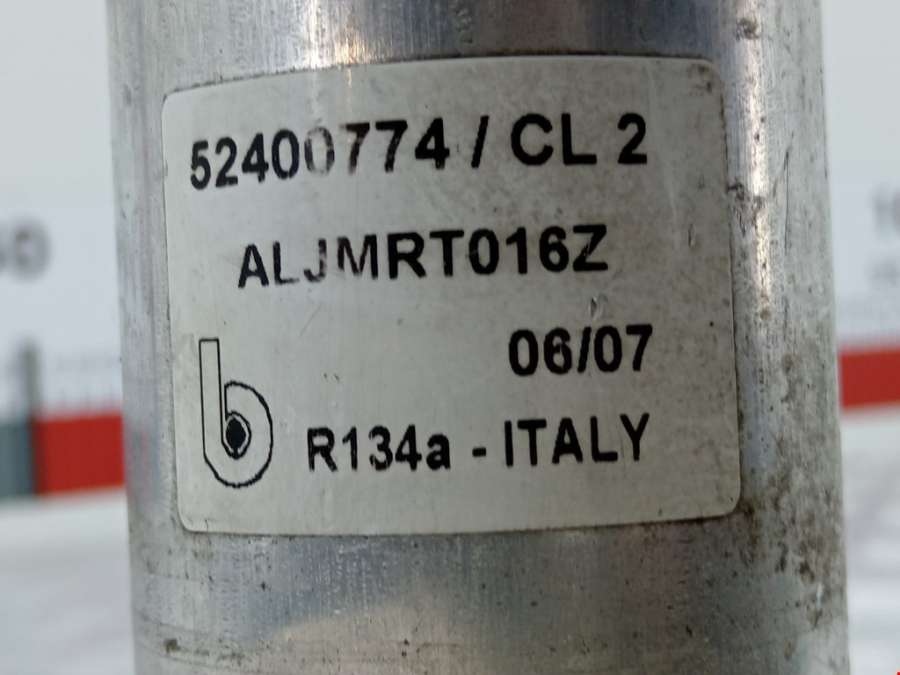 52400774 / CL 2
ALJMRT016Z
06/07
b
R134a - ITALY